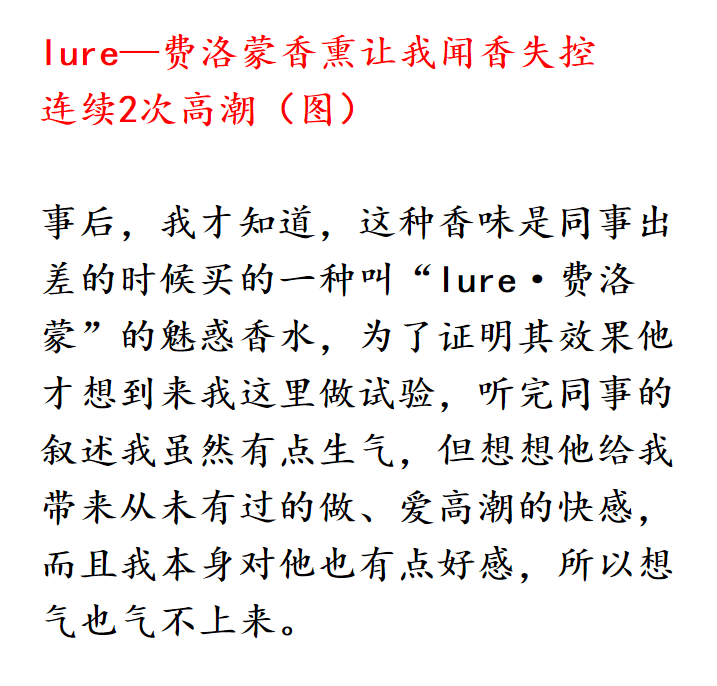 lure—费洛蒙香熏让我闻香失控
连续2次高潮（图）
事后，我才知道，这种香味是同事出
差的时候买的一种叫“lure·费洛
蒙”的魅惑香水，为了证明其效果他
才想到来我这里做试验，听完同事的
叙述我虽然有点生气，但想想他给我
带来从未有过的做、爱高潮的快感，
而且我本身对他也有点好感，所以想
气也气不上来。